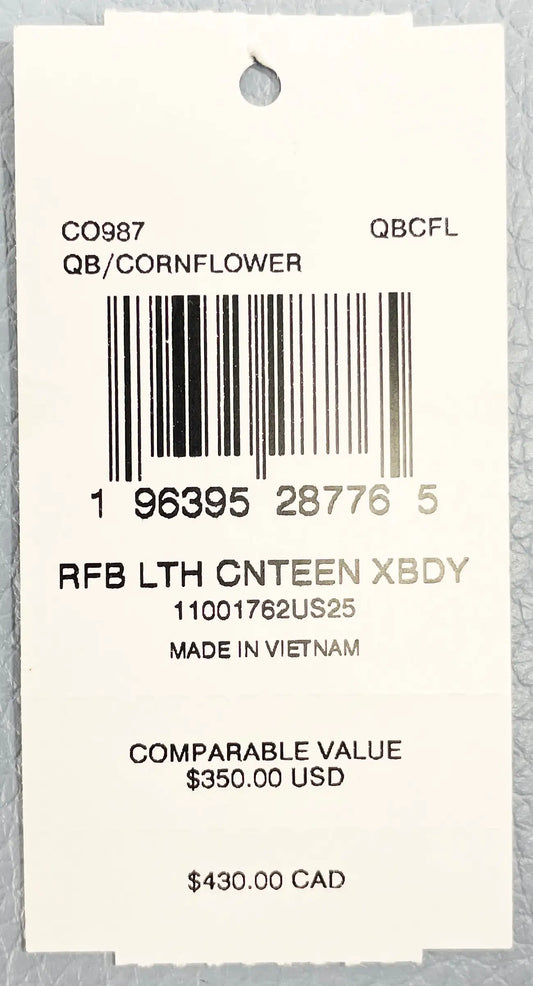 CO987 QBCFL
QB/CORNFLOWER
1 96395 28776 5
RFB LTH CNTEEN XBDY
11001762US25
MADE IN VIETNAM
COMPARABLE VALUE
$350.00 USD
$430.00 CAD